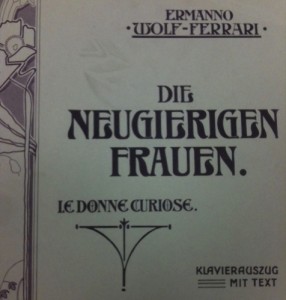 ERMANNO
· WOLF-FERRARI ·
DIE
NEUGIERIGEN
FRAUEN.
LE DONNE CURIOSE.
KLAVIERAUSZUG
MIT TEXT